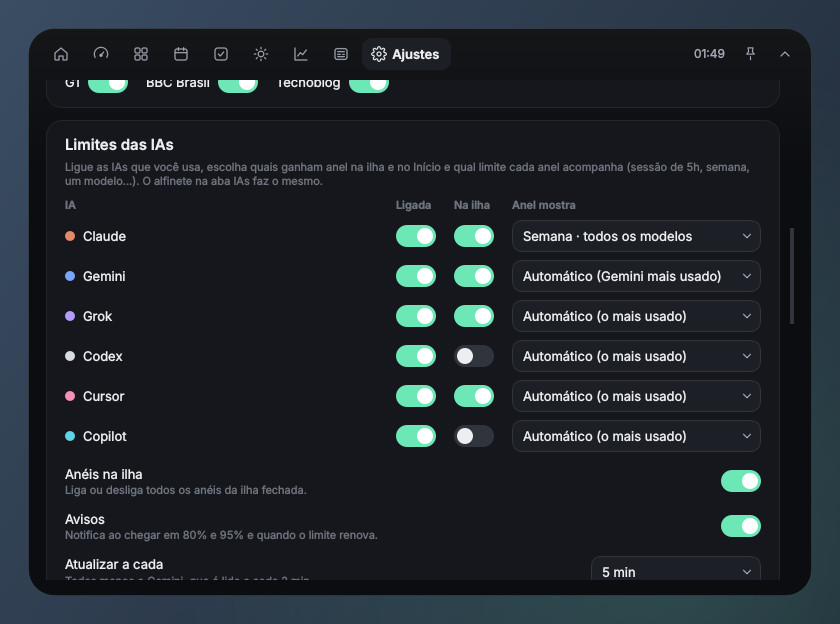 Ajustes
01:49
G1
BBC Brasil
Tecnoblog
Limites das IAs
Ligue as IAs que você usa, escolha quais ganham anel na ilha e no Início e qual limite cada anel acompanha (sessão de 5h, semana,
um modelo...). O alfinete na aba IAs faz o mesmo.
IA Ligada Na ilha Anel mostra
Claude Semana · todos os modelos
Gemini Automático (Gemini mais usado)
Grok Automático (o mais usado)
Codex Automático (o mais usado)
Cursor Automático (o mais usado)
Copilot Automático (o mais usado)
Anéis na ilha
Liga ou desliga todos os anéis da ilha fechada.
Avisos
Notifica ao chegar em 80% e 95% e quando o limite renova.
Atualizar a cada
5 min